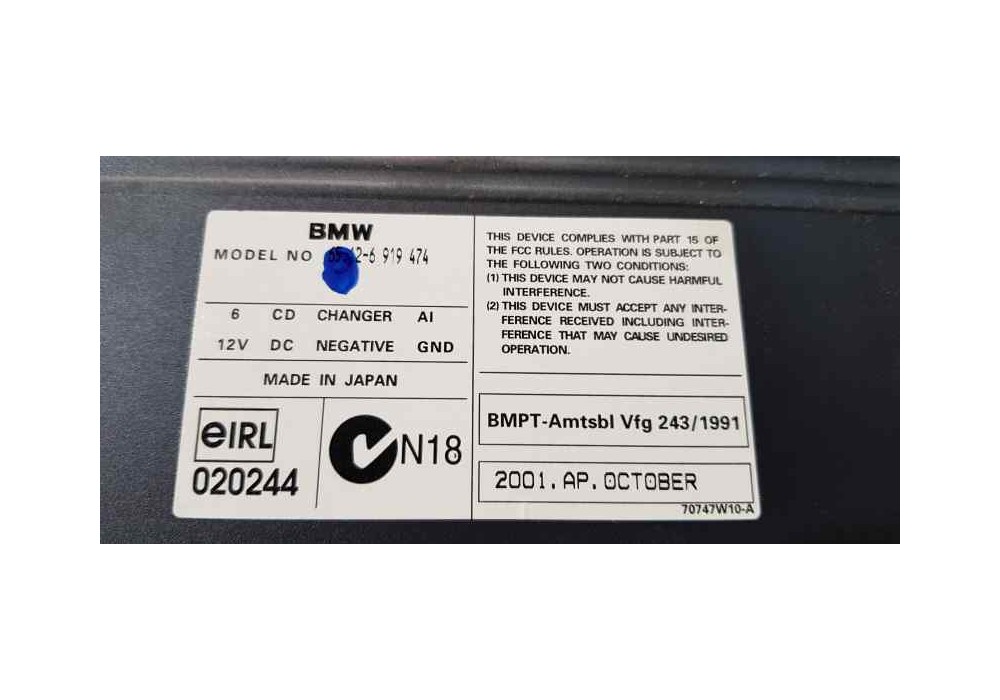 BMW
MODEL NO 65.12-6 919 474
6 CD CHANGER AI
12V DC NEGATIVE GND
MADE IN JAPAN
eIRL
020244
N18
THIS DEVICE COMPLIES WITH PART 15 OF
THE FCC RULES. OPERATION IS SUBJECT TO
THE FOLLOWING TWO CONDITIONS:
(1) THIS DEVICE MAY NOT CAUSE HARMFUL
INTERFERENCE.
(2) THIS DEVICE MUST ACCEPT ANY INTER-
FERENCE RECEIVED INCLUDING INTER-
FERENCE THAT MAY CAUSE UNDESIRED
OPERATION.
BMPT-Amtsbl Vfg 243/1991
2001.AP.OCTOBER
70747W10-A